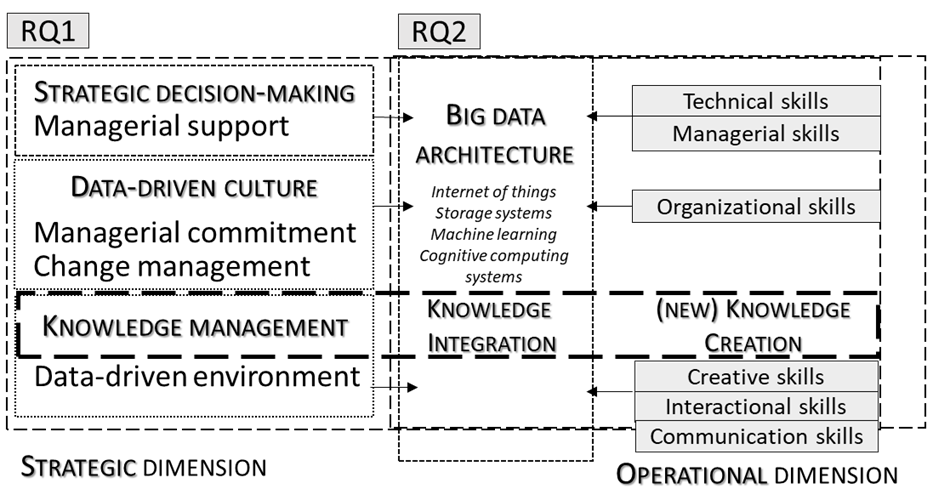 RQ1
RQ2
STRATEGIC DECISION-MAKING
Managerial support
DATA-DRIVEN CULTURE
Managerial commitment
Change management
KNOWLEDGE MANAGEMENT
Data-driven environment
BIG DATA
ARCHITECTURE
Internet of things
Storage systems
Machine learning
Cognitive computing
systems
KNOWLEDGE
INTEGRATION
Technical skills
Managerial skills
Organizational skills
(NEW) KNOWLEDGE
CREATION
Creative skills
Interactional skills
Communication skills
STRATEGIC DIMENSION
OPERATIONAL DIMENSION